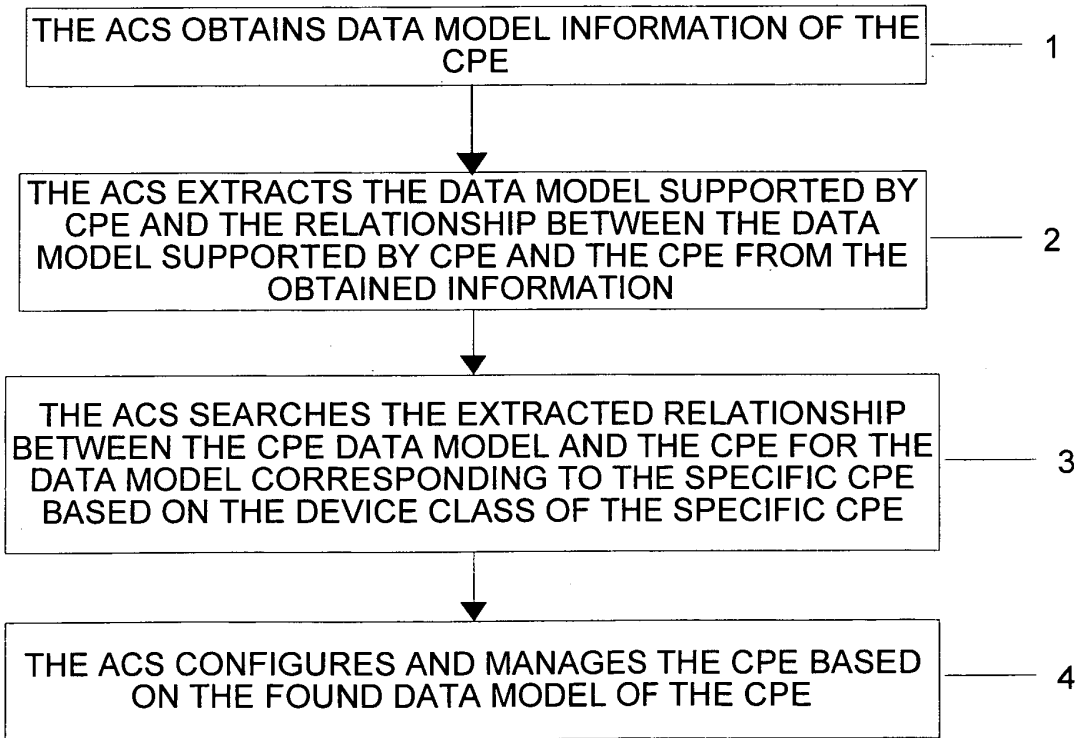 THE ACS OBTAINS DATA MODEL INFORMATION OF THE
CPE
1
THE ACS EXTRACTS THE DATA MODEL SUPPORTED BY
CPE AND THE RELATIONSHIP BETWEEN THE DATA
MODEL SUPPORTED BY CPE AND THE CPE FROM THE
OBTAINED INFORMATION
2
THE ACS SEARCHES THE EXTRACTED RELATIONSHIP
BETWEEN THE CPE DATA MODEL AND THE CPE FOR THE
DATA MODEL CORRESPONDING TO THE SPECIFIC CPE
BASED ON THE DEVICE CLASS OF THE SPECIFIC CPE
3
THE ACS CONFIGURES AND MANAGES THE CPE BASED
ON THE FOUND DATA MODEL OF THE CPE
4